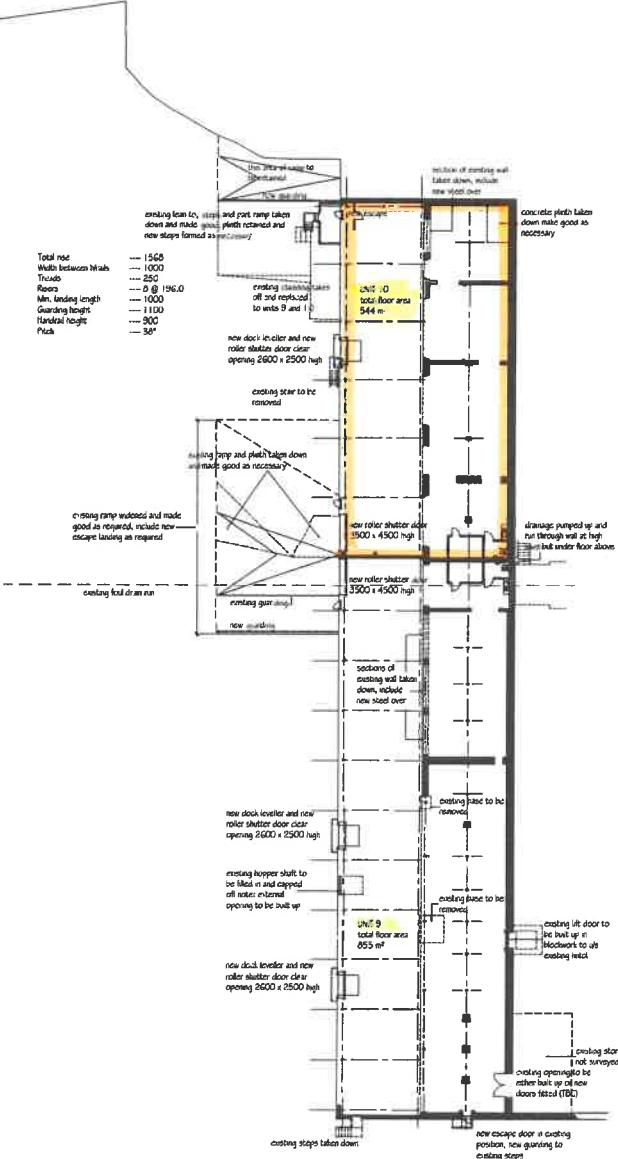 this area of ramp to
be retained
new guarding
section of existing wall
taken down, include
new steel over
existing lean to, steps and part ramp taken
down and made good, plinth retained and
new steps formed as necessary
new escape
concrete plinth taken
down make good as
necessary
Total rise ---- 1568
Width between hrails ---- 1000
Treads ---- 250
Risers ---- 8 @ 196.0
Min. landing length ---- 1000
Guarding height ---- 1100
Handrail height ---- 900
Pitch ---- 38°
existing cladding taken
off and replaced
to units 9 and 10
UNIT 10
total floor area
544 m²
new dock leveller and new
roller shutter door clear
opening 2600 x 2500 high
existing stair to be
removed
existing ramp and plinth taken down
and made good as necessary
existing ramp widened and made
good as required, include new
escape landing as required
new roller shutter door
3500 x 4500 high
drainage pumped up and
run through wall at high
but under floor above
new roller shutter door
3500 x 4500 high
existing foul drain run
existing guarding
new guarding
sections of
existing wall taken
down, include
new steel over
existing base to be
removed
new dock leveller and new
roller shutter door clear
opening 2600 x 2500 high
existing hopper shaft to
be filled in and capped
off note: external
opening to be built up
existing base to be
removed
UNIT 9
total floor area
855 m²
existing lift door to
be built up in
blockwork to u/s
existing lintol
new dock leveller and new
roller shutter door clear
opening 2600 x 2500 high
existing stor
not surveyed
existing opening to be
either built up or new
doors fitted (TBC)
existing steps taken down
new escape door in existing
position, new guarding to
existing steps